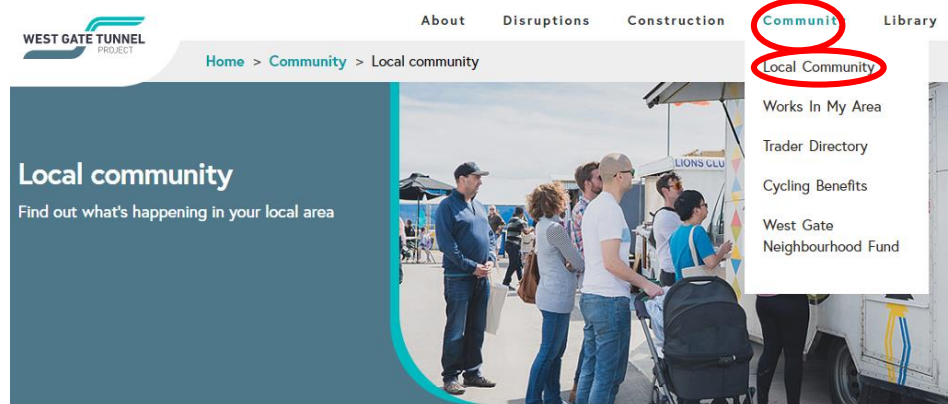 WEST GATE TUNNEL
PROJECT
About Disruptions Construction Community Library
Home > Community > Local community
Local Community
Works In My Area
Trader Directory
Cycling Benefits
West Gate
Neighbourhood Fund
Local community
Find out what's happening in your local area
LIONS CLU